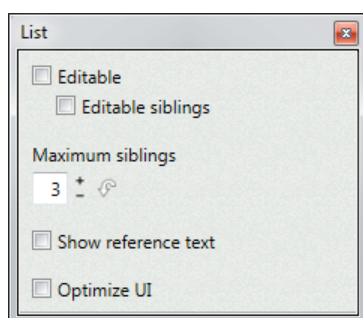 List
Editable
Editable siblings
Maximum siblings
3 + -
Show reference text
Optimize UI